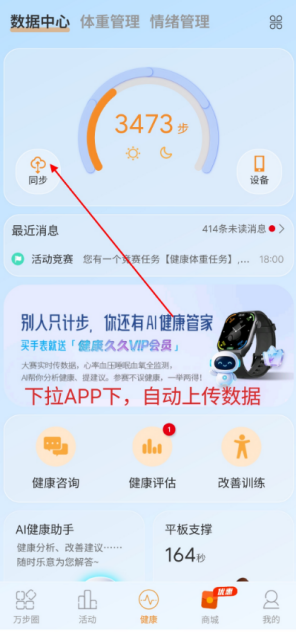 数据中心 体重管理 情绪管理
3473步
同步
设备
最近消息 414条未读消息
活动竞赛 您有一个竞赛任务【健康体重任务】,... 18:00
别人只计步,你还有AI健康管家
买手表就送「健康久久VIP会员」
大赛实时传数据,心率血压睡眠血氧全监测,
AI帮你分析健康、提建议。参赛不误健康,一举两得!
下拉APP下，自动上传数据
1
健康咨询 健康评估 改善训练
AI健康助手
健康分析、改善建议……
随时乐意为您解答~
平板支撑
164秒
优惠
万步圈 活动 健康 商城 我的